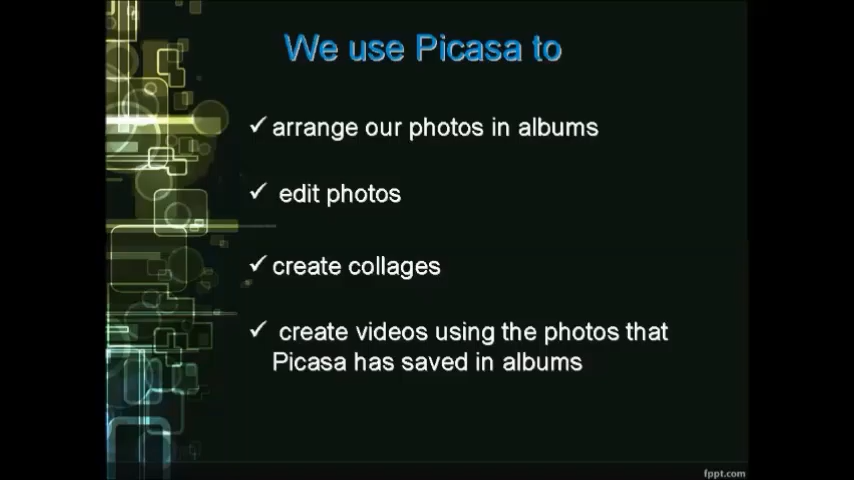 We use Picasa to
✓ arrange our photos in albums
✓ edit photos
✓ create collages
✓ create videos using the photos that
Picasa has saved in albums
fppt.com